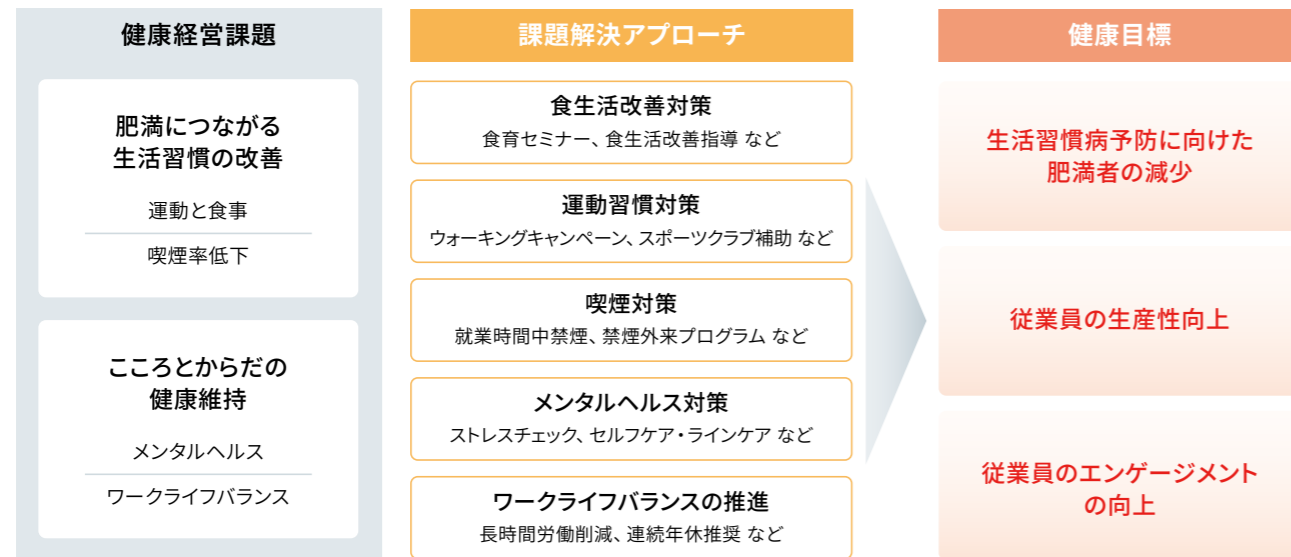 健康経営課題
肥満につながる
生活習慣の改善
運動と食事
喫煙率低下
こころとからだの
健康維持
メンタルヘルス
ワークライフバランス
課題解決アプローチ
食生活改善対策
食育セミナー、食生活改善指導 など
運動習慣対策
ウォーキングキャンペーン、スポーツクラブ補助 など
喫煙対策
就業時間中禁煙、禁煙外来プログラム など
メンタルヘルス対策
ストレスチェック、セルフケア・ラインケア など
ワークライフバランスの推進
長時間労働削減、連続年休推奨 など
健康目標
生活習慣病予防に向けた
肥満者の減少
従業員の生産性向上
従業員のエンゲージメント
の向上